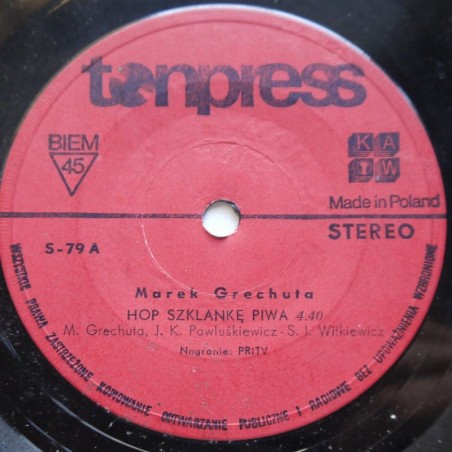 tonpress
BIEM
45
KAW
Made in Poland
S-79 A
STEREO
Marek Grechuta
HOP SZKLANKĘ PIWA 4:40
M. Grechuta, J. K. Pawluśkiewicz - S. I. Witkiewicz
Nagranie: PRiTV
WSZYSTKIE PRAWA ZASTRZEŻONE KOPIOWANIE ODTWARZANIE PUBLICZNE I RADIOWE BEZ UPOWAŻNIENIA WZBRONIONE